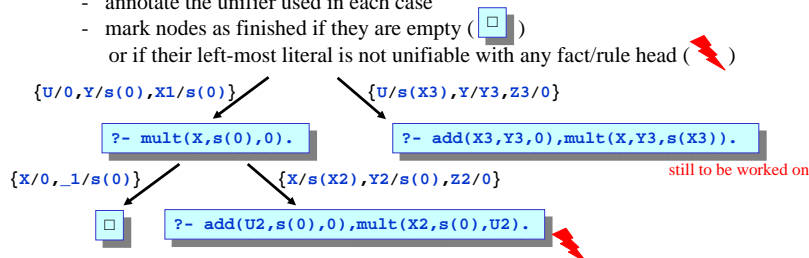 - annotate the unifier used in each case
- mark nodes as finished if they are empty ( □ )
or if their left-most literal is not unifiable with any fact/rule head ( )
{U/0,Y/s(0),X1/s(0)} {U/s(X3),Y/Y3,Z3/0}
?- mult(X,s(0),0). ?- add(X3,Y3,0),mult(X,Y3,s(X3)).
still to be worked on
{X/0,_1/s(0)} {X/s(X2),Y2/s(0),Z2/0}
□ ?- add(U2,s(0),0),mult(X2,s(0),U2).